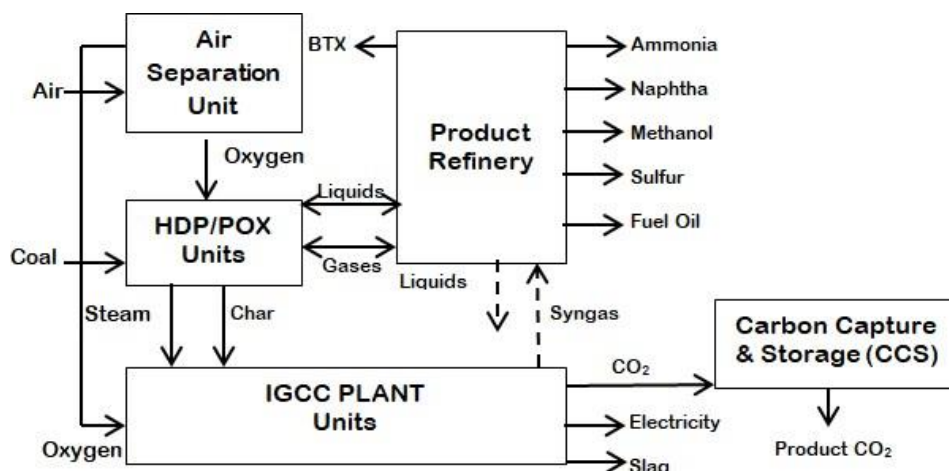 Air
Separation
Unit
BTX
Ammonia
Naphtha
Methanol
Sulfur
Fuel Oil
Product
Refinery
Air
Oxygen
Liquids
HDP/POX
Units
Gases
Coal
Liquids
Steam
Char
Syngas
Carbon Capture
& Storage (CCS)
CO₂
IGCC PLANT
Units
Electricity
Oxygen
Slag
Product CO₂